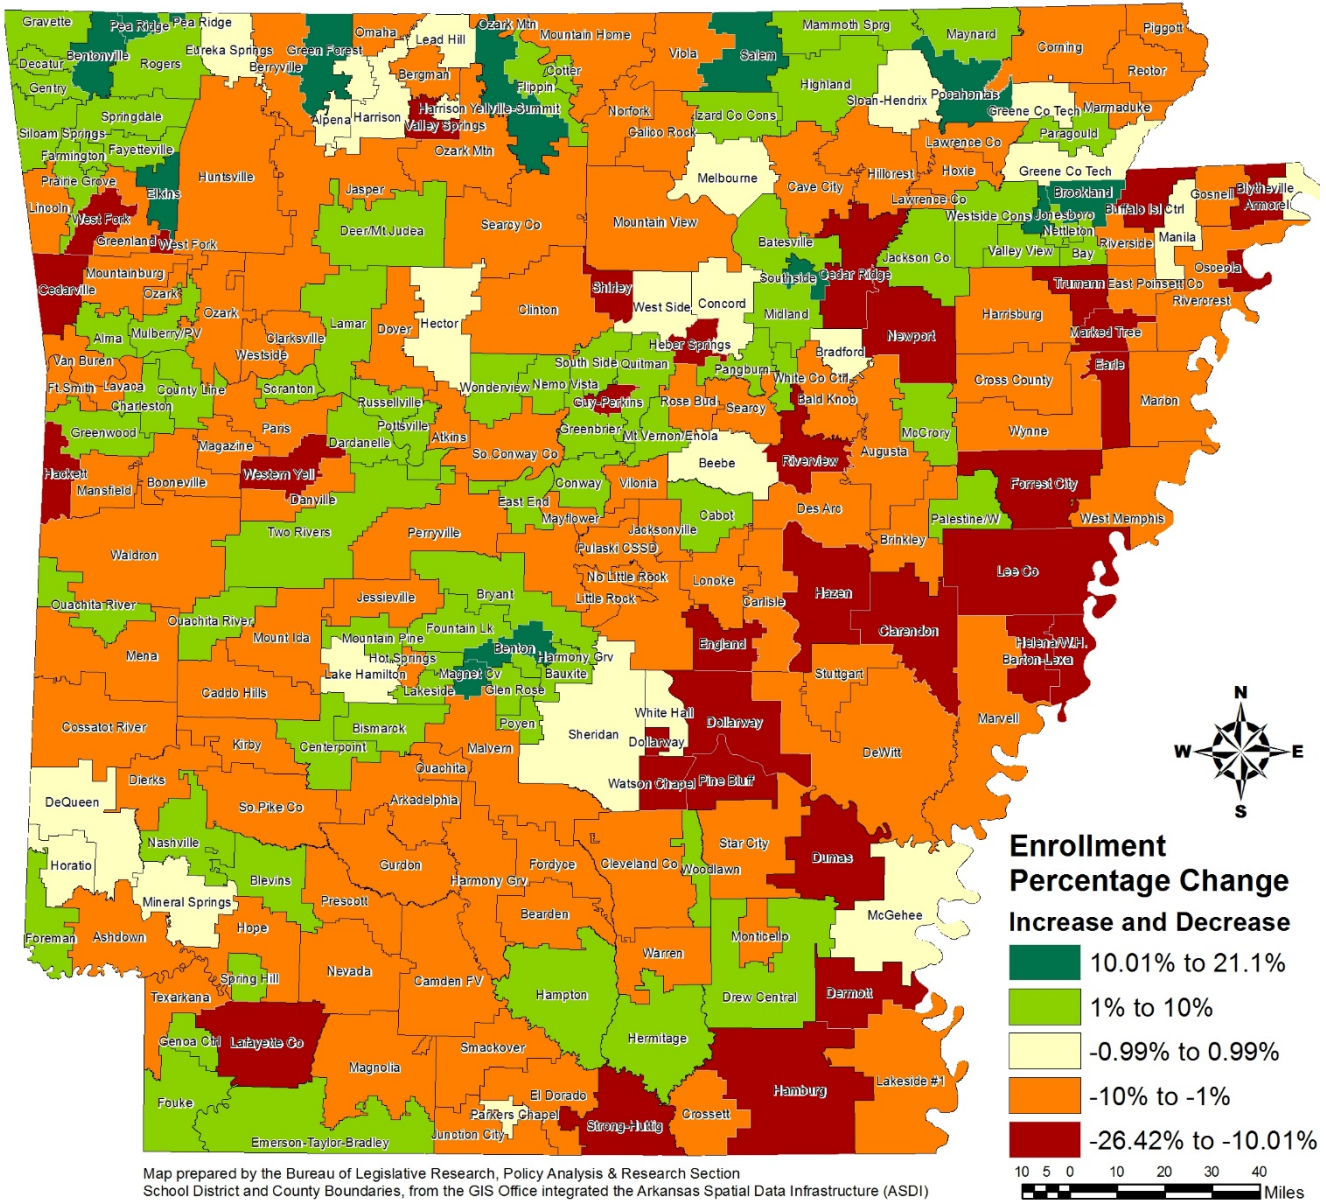 Gravette
Pea Ridge
Pea Ridge
Ozark Mtn
Mammoth Sprg
Maynard
Piggott
Omaha
Lead Hill
Mountain Home
Viola
Salem
Corning
Eureka Springs
Green Forest
Berryville
Bentonville
Decatur
Rogers
Gentry
Bergman
Cotter
Flippin
Highland
Rector
Sloan-Hendrix
Pocahontas
Greene Co Tech
Marmaduke
Springdale
Alpena
Harrison
Harrison
Yellville-Summit
Valley Springs
Norfork
Izard Co Cons
Calico Rock
Paragould
Siloam Springs
Fayetteville
Farmington
Ozark Mtn
Lawrence Co
Hoxie
Greene Co Tech
Prairie Grove
Elkins
Huntsville
Jasper
Melbourne
Cave City
Hillcrest
Lawrence Co
Brookland
Blytheville
Gosnell
Armorel
Lincoln
West Fork
Greenland
West Fork
Deer/Mt Judea
Searcy Co
Mountain View
Batesville
Westside Cons
Jonesboro
Nettleton
Buffalo Isl Ctrl
Manila
Riverside
Valley View
Bay
Jackson Co
Mountainburg
Cedarville
Ozark
Southside
Cedar Ridge
Osceola
Trumann
East Poinsett Co
Rivercrest
Shirley
West Side
Concord
Midland
Newport
Harrisburg
Marked Tree
Alma
Mulberry/PV
Ozark
Lamar
Dover
Hector
Clinton
Clarksville
Westside
Heber Springs
Bradford
Van Buren
South Side
Quitman
Pangburn
White Co Ctrl
Earle
Ft Smith
Lavaca
County Line
Scranton
Wonderview
Nemo Vista
Guy-Perkins
Rose Bud
Searcy
Bald Knob
Cross County
Marion
Charleston
Russellville
Pottsville
Greenwood
Paris
Dardanelle
Atkins
Greenbrier
Mt Vernon/Enola
McCrory
Wynne
Magazine
So Conway Co
Augusta
Hackett
Western Yell
Beebe
Riverview
Mansfield
Booneville
Danville
Conway
Vilonia
Forrest City
East End
Mayflower
Cabot
Des Arc
Palestine/W
West Memphis
Two Rivers
Perryville
Jacksonville
Pulaski CSSD
Brinkley
Waldron
No Little Rock
Little Rock
Lonoke
Carlisle
Hazen
Lee Co
Ouachita River
Ouachita River
Jessieville
Bryant
Mount Ida
Mountain Pine
Fountain Lk
England
Clarendon
Helena/W.H.
Barton-Lexa
Mena
Hot Springs
Lake Hamilton
Benton
Harmony Grv
Magnet Cv
Bauxite
Lakeside
Glen Rose
Stuttgart
Caddo Hills
Cossatot River
Bismarck
Poyen
Sheridan
White Hall
Dollarway
Dollarway
Marvell
Kirby
Centerpoint
Malvern
DeWitt
Ouachita
Dierks
Watson Chapel
Pine Bluff
DeQueen
So Pike Co
Arkadelphia
Nashville
Star City
Dumas
Horatio
Gurdon
Fordyce
Cleveland Co
Woodlawn
Blevins
Harmony Grv
Mineral Springs
Prescott
Bearden
McGehee
Foreman
Ashdown
Hope
Monticello
Warren
Spring Hill
Nevada
Camden FV
Texarkana
Hampton
Drew Central
Dermott
Genoa Ctrl
Lafayette Co
Hermitage
Smackover
Magnolia
Hamburg
Lakeside #1
Fouke
El Dorado
Parkers Chapel
Strong-Huttig
Crossett
Junction City
Emerson-Taylor-Bradley
N
W
E
S
Enrollment
Percentage Change
Increase and Decrease
10.01% to 21.1%
1% to 10%
-0.99% to 0.99%
-10% to -1%
-26.42% to -10.01%
10 5 0 10 20 30 40
Miles
Map prepared by the Bureau of Legislative Research, Policy Analysis & Research Section
School District and County Boundaries, from the GIS Office integrated the Arkansas Spatial Data Infrastructure (ASDI)